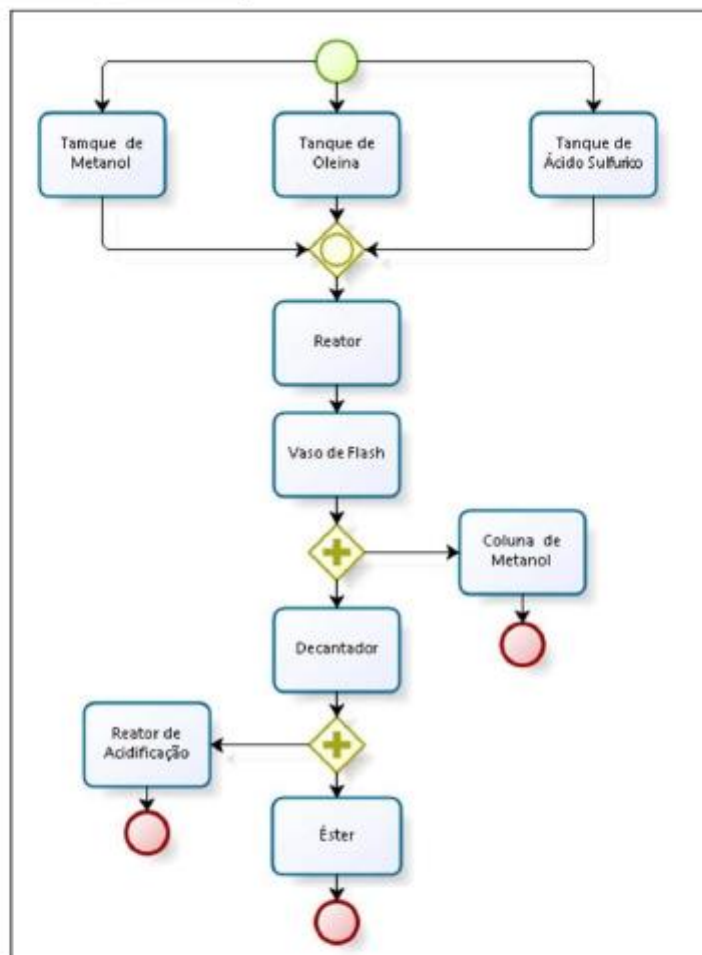 Tamque de
Metanol
Tanque de
Oleina
Tanque de
Ácido Sulfurico
Reator
Vaso de Flash
Coluna de
Metanol
Decantador
Reator de
Acidificação
Éster